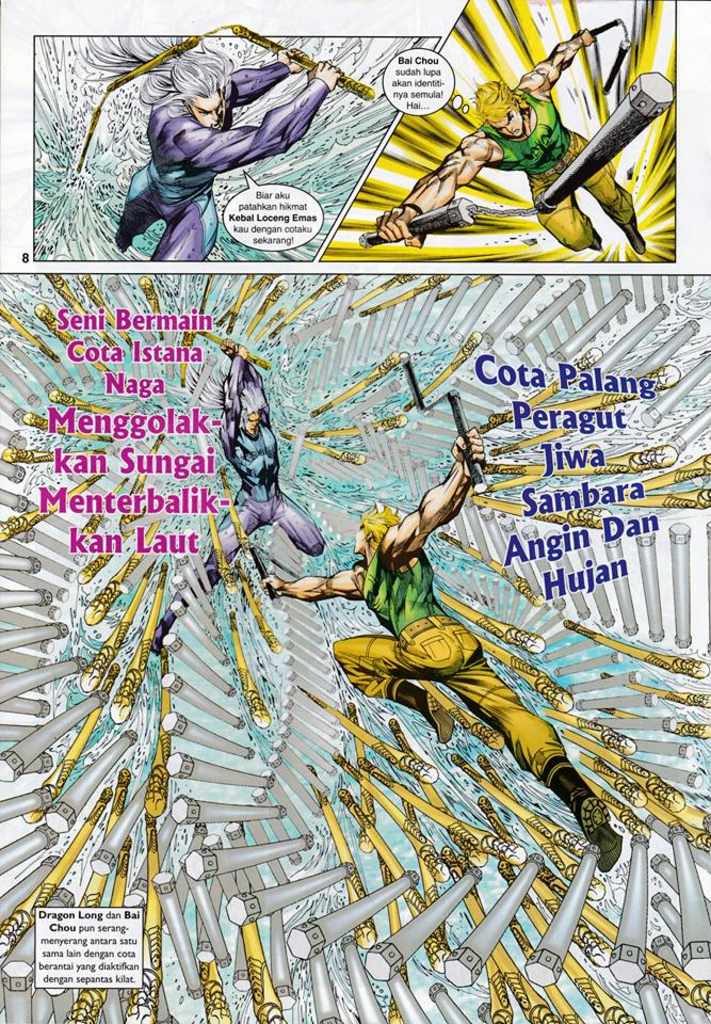 Bai Chou
sudah lupa
akan identiti-
nya semula!
Hai...
Biar aku
patahkan hikmat
Kebal Loceng Emas
kau dengan cotaku
sekarang!
8
Seni Bermain
Cota Istana
Naga
Menggolak-
kan Sungai
Menterbalik-
kan Laut
Cota Palang
Peragut
Jiwa
Sambara
Angin Dan
Hujan
Dragon Long dan Bai
Chou pun serang-
menyerang antara satu
sama lain dengan cota
berantai yang diaktifkan
dengan sepantas kilat.